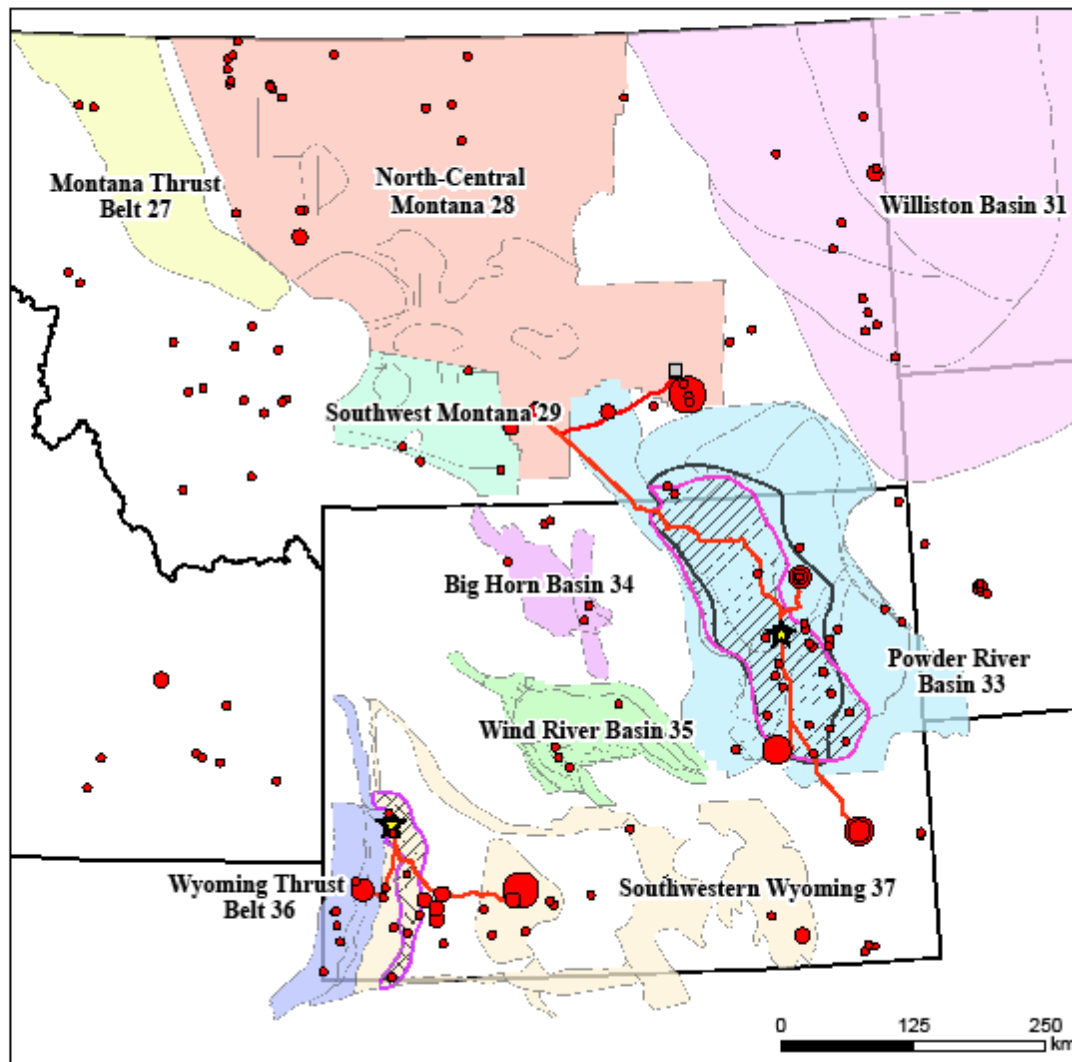 Montana Thrust
Belt 27
North-Central
Montana 28
Williston Basin 31
Southwest Montana 29
Big Horn Basin 34
Powder River
Basin 33
Wind River Basin 35
Wyoming Thrust
Belt 36
Southwestern Wyoming 37
0 125 250
km